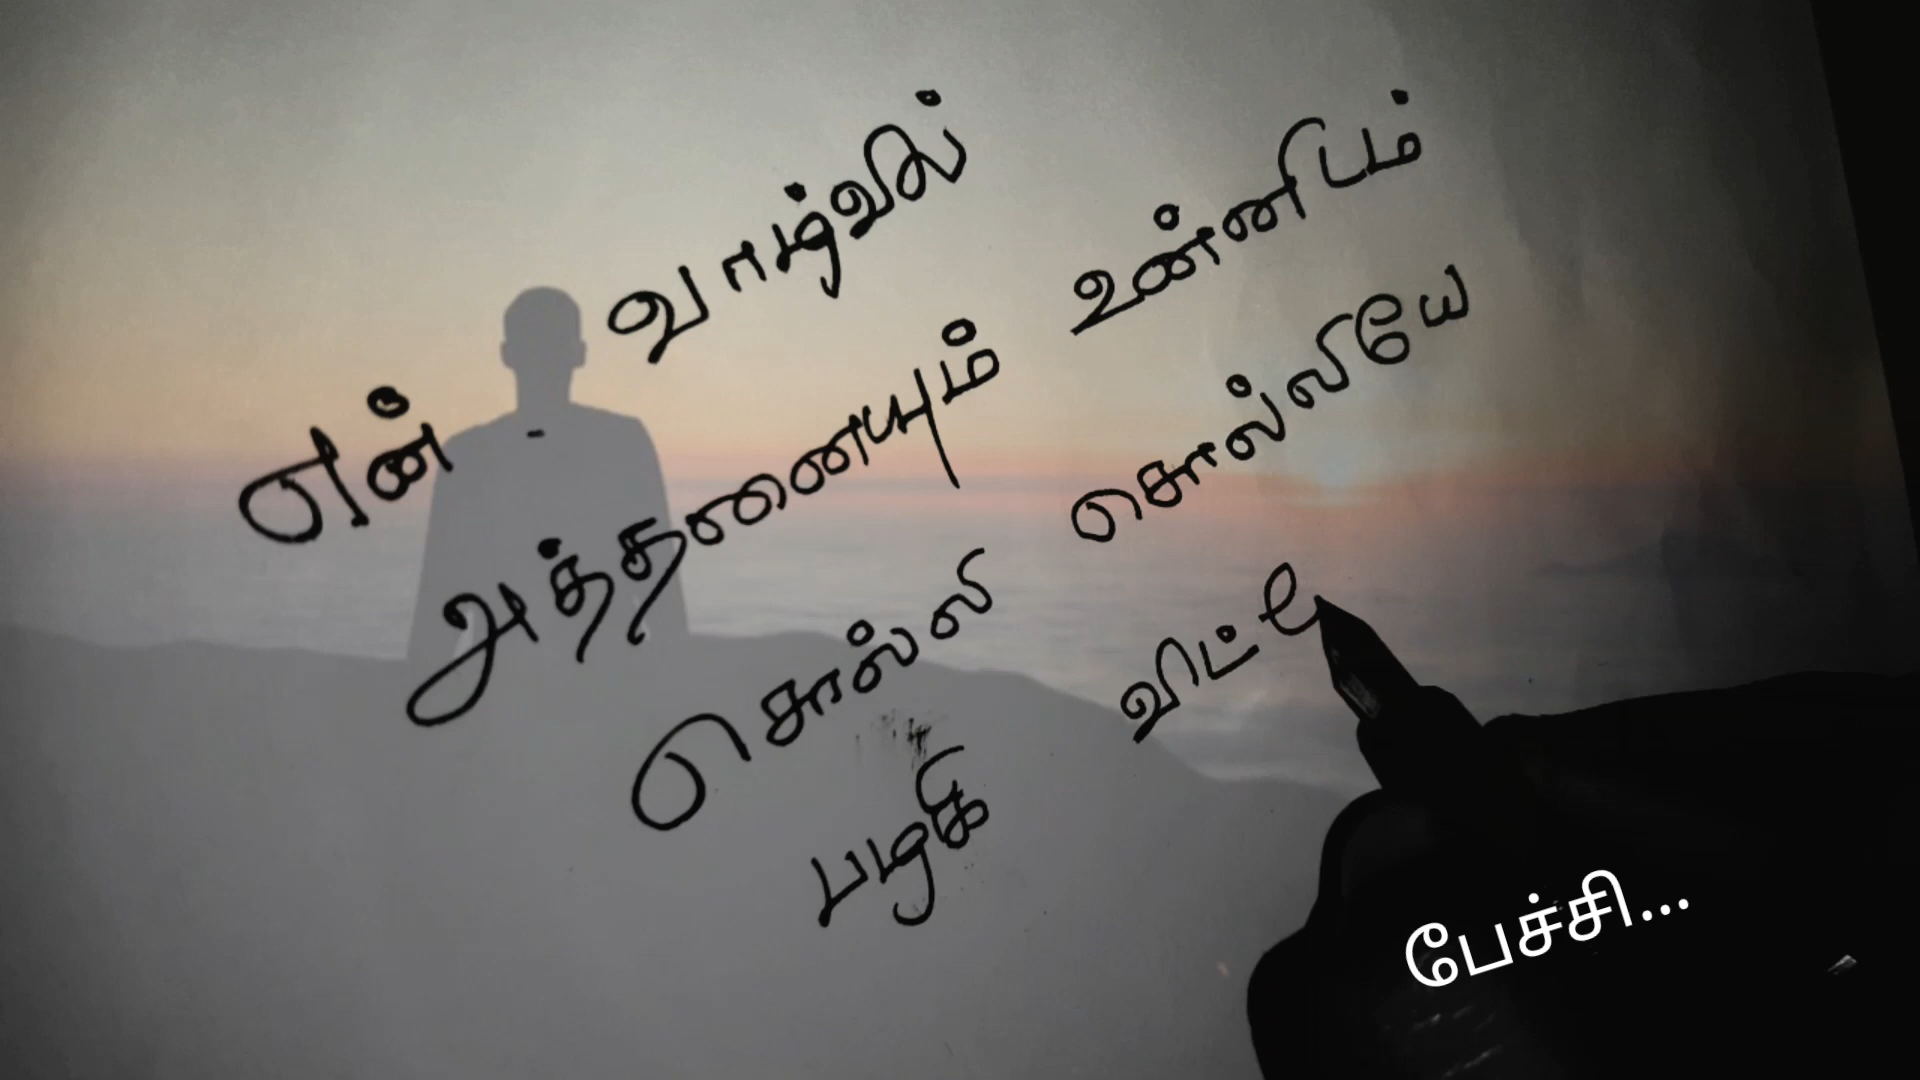 என் வாழ்வில்
அத்தனையும் உன்னிடம்
சொல்லி சொல்லியே
பழகி விட்
பேச்சி...